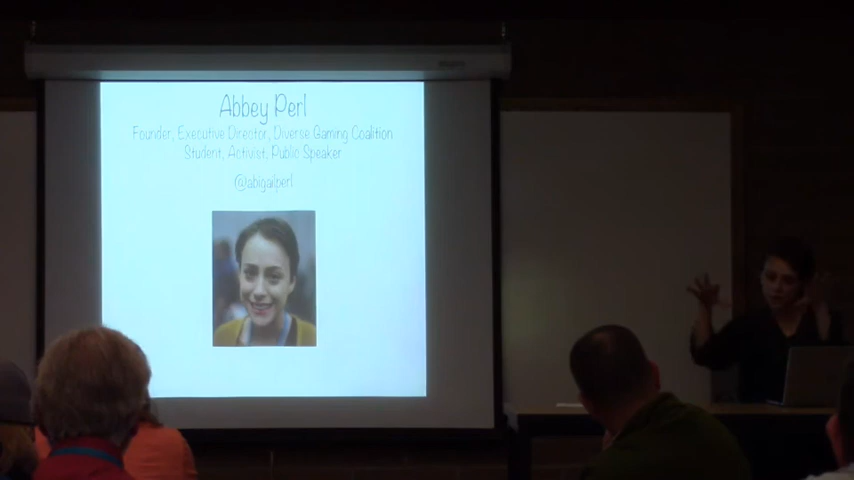 Abbey Perl
Founder, Executive Director, Diverse Gaming Coalition
Student, Activist, Public Speaker
@abigailperl